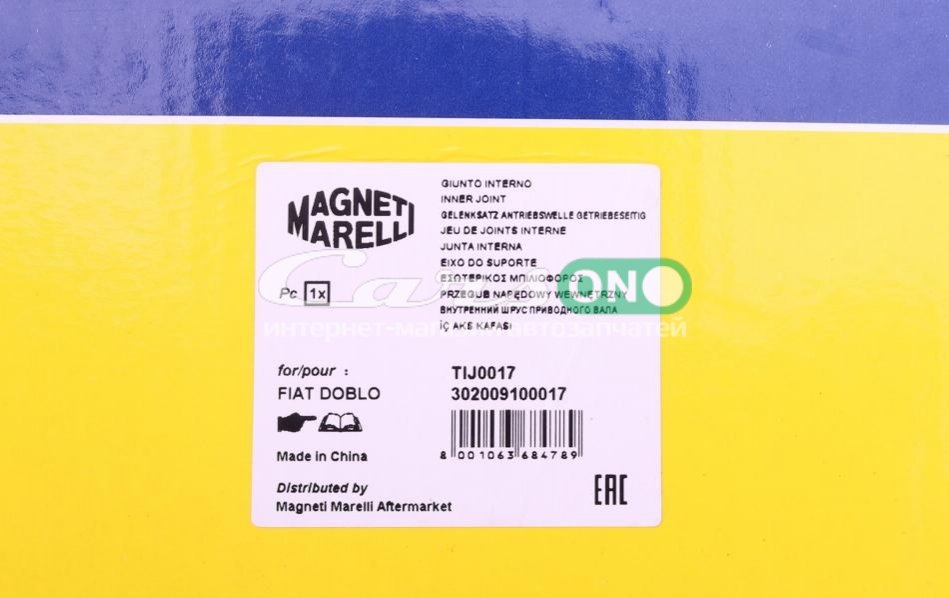 MAGNETI
MARELLI
Pc 1x
GIUNTO INTERNO
INNER JOINT
GELENKSATZ ANTRIEBSWELLE GETRIEBESEITIG
JEU DE JOINTS INTERNE
JUNTA INTERNA
EIXO DO SUPORTE
ΕΣΩΤΕΡΙΚΟΣ ΜΠΙΛΙΟΦΟΡΟΣ
PRZEGUB NAPĘDOWY WEWNĘTRZNY
ВНУТРЕННИЙ ШРУС ПРИВОДНОГО ВАЛА
İÇ AKS KAFASI
Cars ONO
интернет-магазин автозапчастей
for/pour :
FIAT DOBLO
TIJ0017
302009100017
8 001063 684789
Made in China
Distributed by
Magneti Marelli Aftermarket
EAC